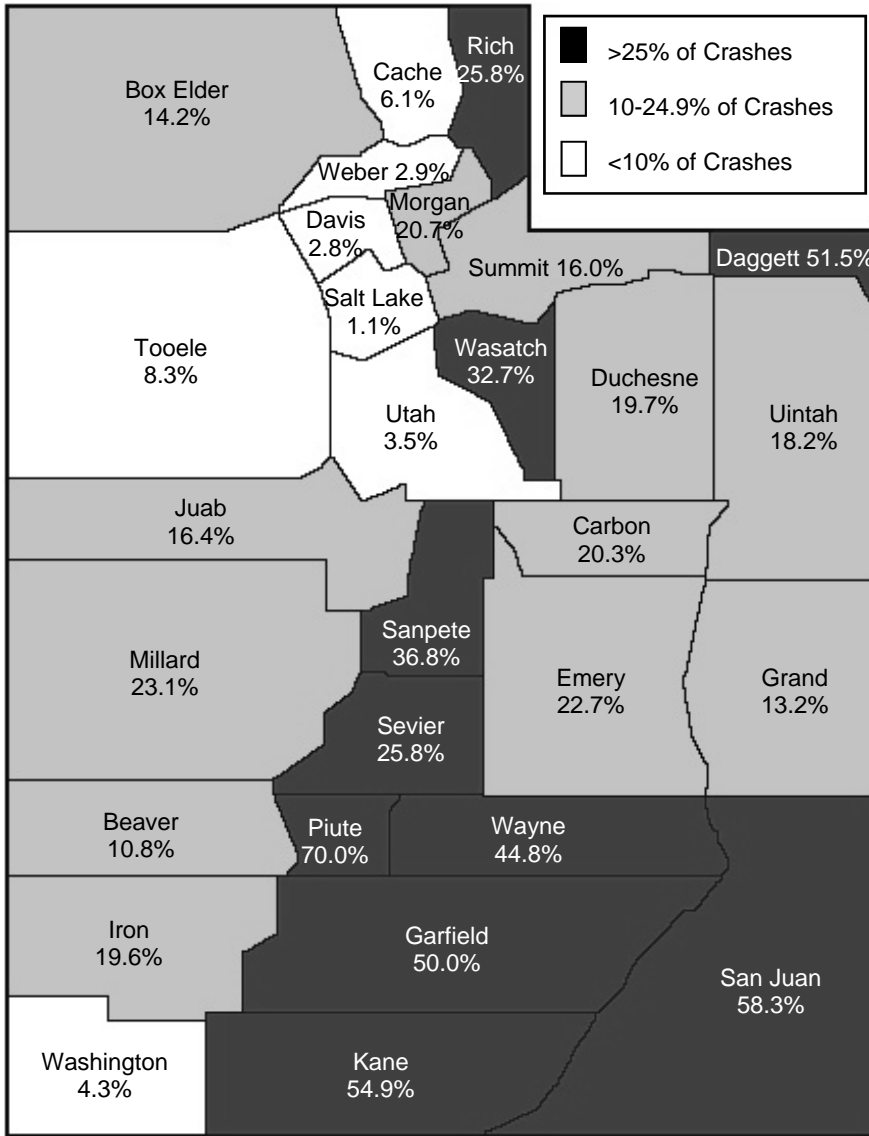 Rich
25.8%
>25% of Crashes
10-24.9% of Crashes
<10% of Crashes
Cache
6.1%
Box Elder
14.2%
Weber 2.9%
Morgan
20.7%
Davis
2.8%
Summit 16.0%
Daggett 51.5%
Salt Lake
1.1%
Tooele
8.3%
Wasatch
32.7%
Duchesne
19.7%
Uintah
18.2%
Utah
3.5%
Juab
16.4%
Carbon
20.3%
Sanpete
36.8%
Millard
23.1%
Emery
22.7%
Grand
13.2%
Sevier
25.8%
Beaver
10.8%
Piute
70.0%
Wayne
44.8%
Iron
19.6%
Garfield
50.0%
San Juan
58.3%
Washington
4.3%
Kane
54.9%